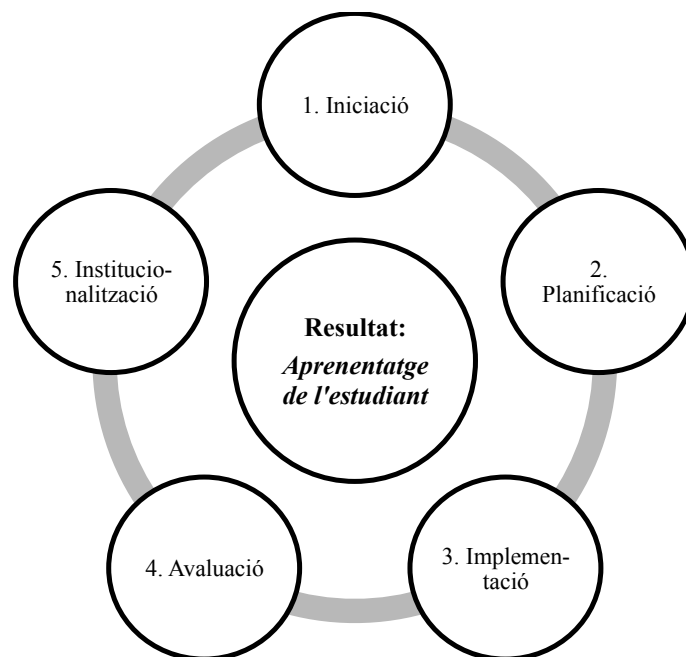 1. Iniciació
2.
Planificació
3. Implemen-
tació
4. Avaluació
5. Institucio-
nalització
Resultat:
Aprenentatge
de l'estudiant